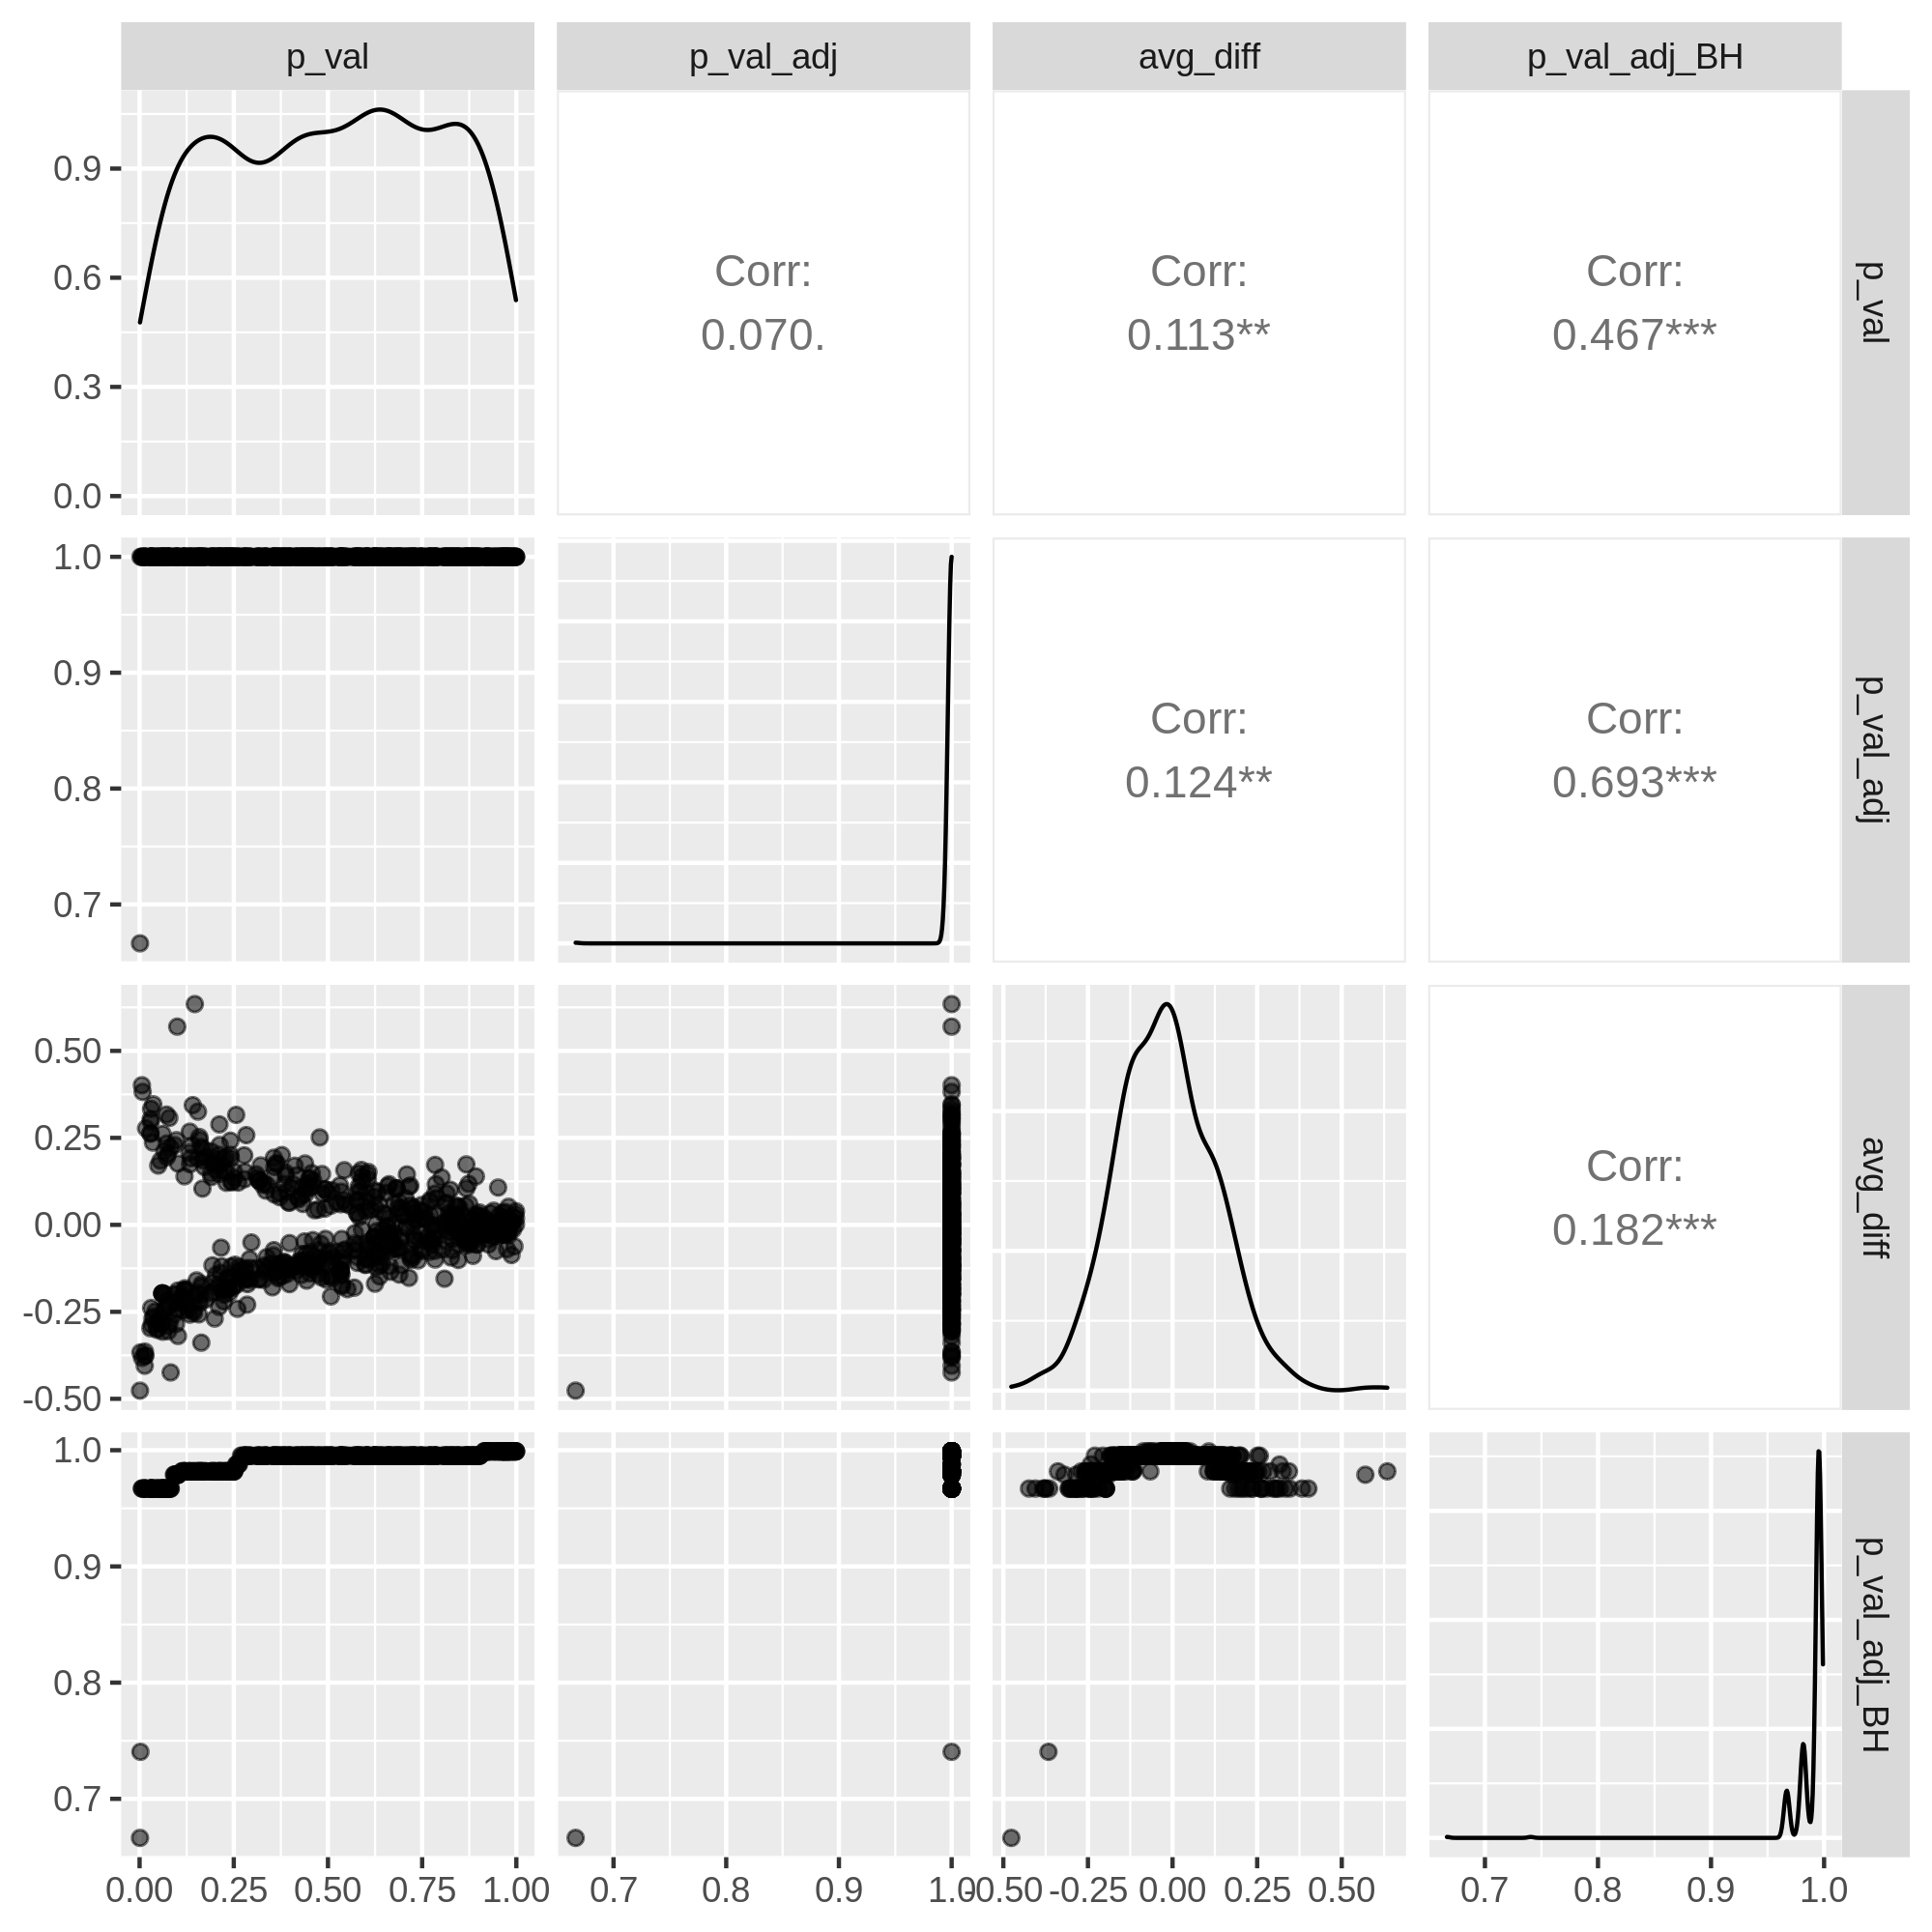 p_val p_val_adj avg_diff p_val_adj_BH
0.9
0.6
0.3
0.0
Corr:
0.070.
Corr:
0.113**
Corr:
0.467***
p_val
1.0
0.9
0.8
0.7
Corr:
0.124**
Corr:
0.693***
p_val_adj
0.50
0.25
0.00
-0.25
-0.50
Corr:
0.182***
avg_diff
1.0
0.9
0.8
0.7
p_val_adj_BH
0.00 0.25 0.50 0.75 1.00 0.7 0.8 0.9 1.0 -0.50 -0.25 0.00 0.25 0.50 0.7 0.8 0.9 1.0